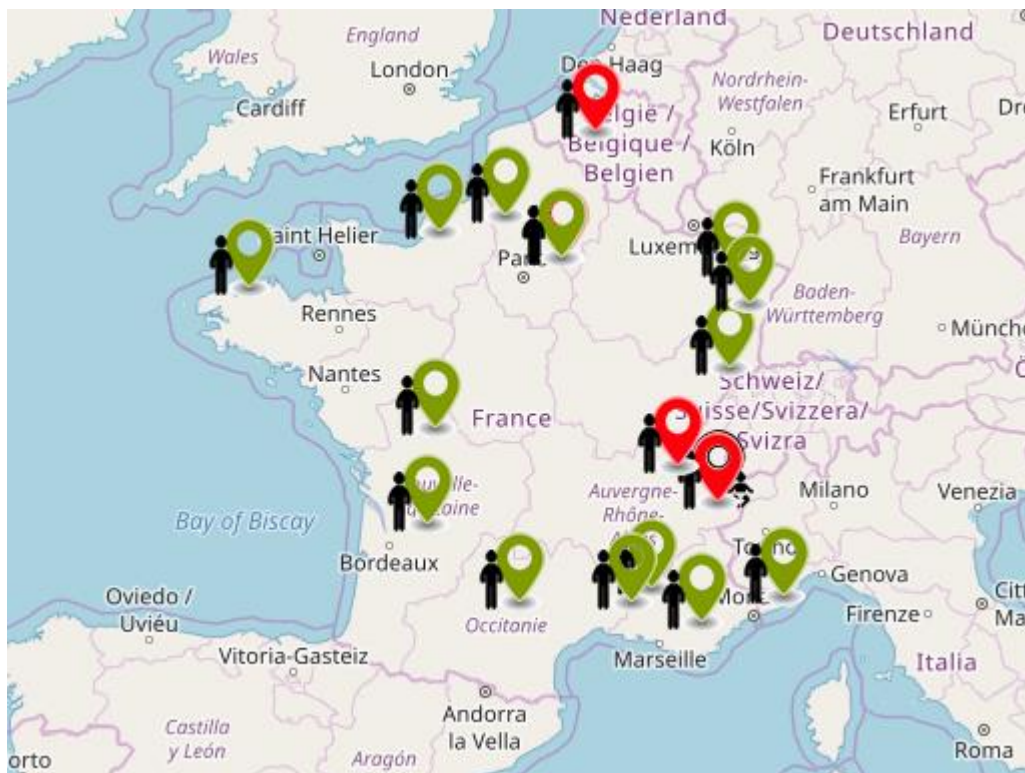 Nederland
Deutschland
England
Wales
London
Den Haag
Nordrhein-
Westfalen
Cardiff
Erfurt
België /
Belgique /
Belgien
Köln
Frankfurt
am Main
Saint Helier
Luxembourg
Bayern
Paris
Baden-
Württemberg
Rennes
Nantes
France
Schweiz/
Suisse/Svizzera/
Svizra
Auvergne-
Rhône-
Milano
Venezia
Bay of Biscay
Bordeaux
Torino
Genova
Oviedo /
Uviéu
Occitanie
Firenze
Vitoria-Gasteiz
Marseille
Italia
Andorra
la Vella
Castilla
y León
Aragón
Roma